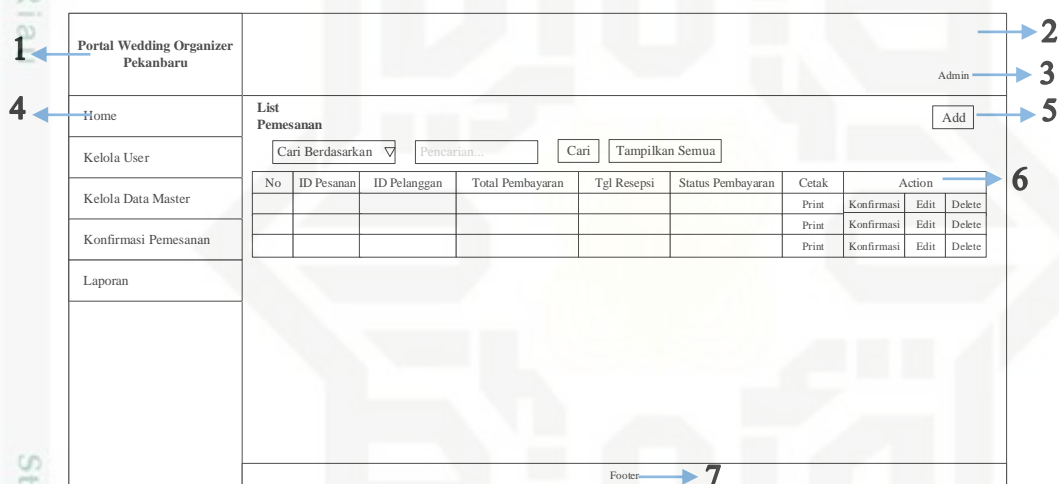 Portal Wedding Organizer
Pekanbaru
1
2
Admin 3
4 Home
Kelola User
Kelola Data Master
Konfirmasi Pemesanan
Laporan
List
Pemesanan
Add 5
Cari Berdasarkan Pencarian... Cari Tampilkan Semua
No ID Pesanan ID Pelanggan Total Pembayaran Tgl Resepsi Status Pembayaran Cetak Action 6
Print Konfirmasi Edit Delete
Print Konfirmasi Edit Delete
Print Konfirmasi Edit Delete
Footer 7